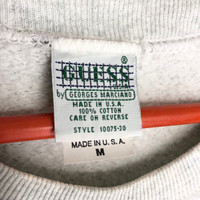 GUESS
by GEORGES MARCIANO
MADE IN U.S.A.
100% COTTON
CARE ON REVERSE
STYLE 10075-20
MADE IN U.S.A.
M